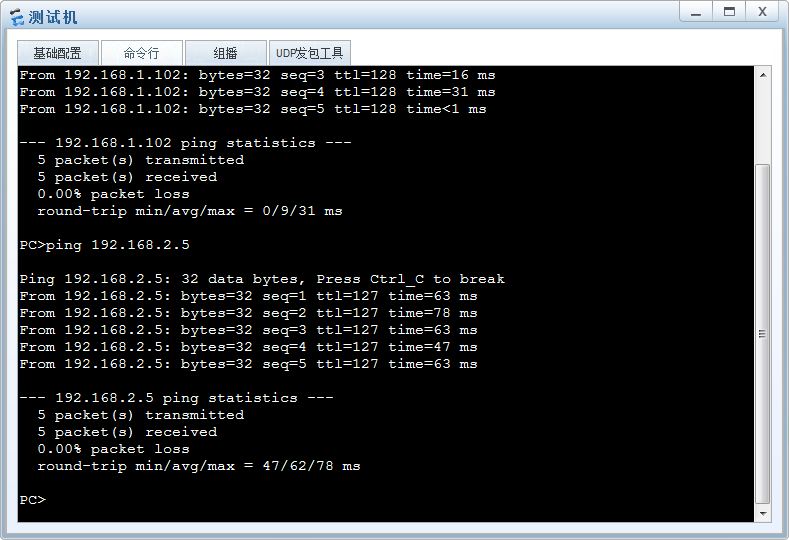 测试机
基础配置 命令行 组播 UDP发包工具
From 192.168.1.102: bytes=32 seq=3 ttl=128 time=16 ms
From 192.168.1.102: bytes=32 seq=4 ttl=128 time=31 ms
From 192.168.1.102: bytes=32 seq=5 ttl=128 time<1 ms
--- 192.168.1.102 ping statistics ---
5 packet(s) transmitted
5 packet(s) received
0.00% packet loss
round-trip min/avg/max = 0/9/31 ms
PC>ping 192.168.2.5
Ping 192.168.2.5: 32 data bytes, Press Ctrl_C to break
From 192.168.2.5: bytes=32 seq=1 ttl=127 time=63 ms
From 192.168.2.5: bytes=32 seq=2 ttl=127 time=78 ms
From 192.168.2.5: bytes=32 seq=3 ttl=127 time=63 ms
From 192.168.2.5: bytes=32 seq=4 ttl=127 time=47 ms
From 192.168.2.5: bytes=32 seq=5 ttl=127 time=63 ms
--- 192.168.2.5 ping statistics ---
5 packet(s) transmitted
5 packet(s) received
0.00% packet loss
round-trip min/avg/max = 47/62/78 ms
PC>